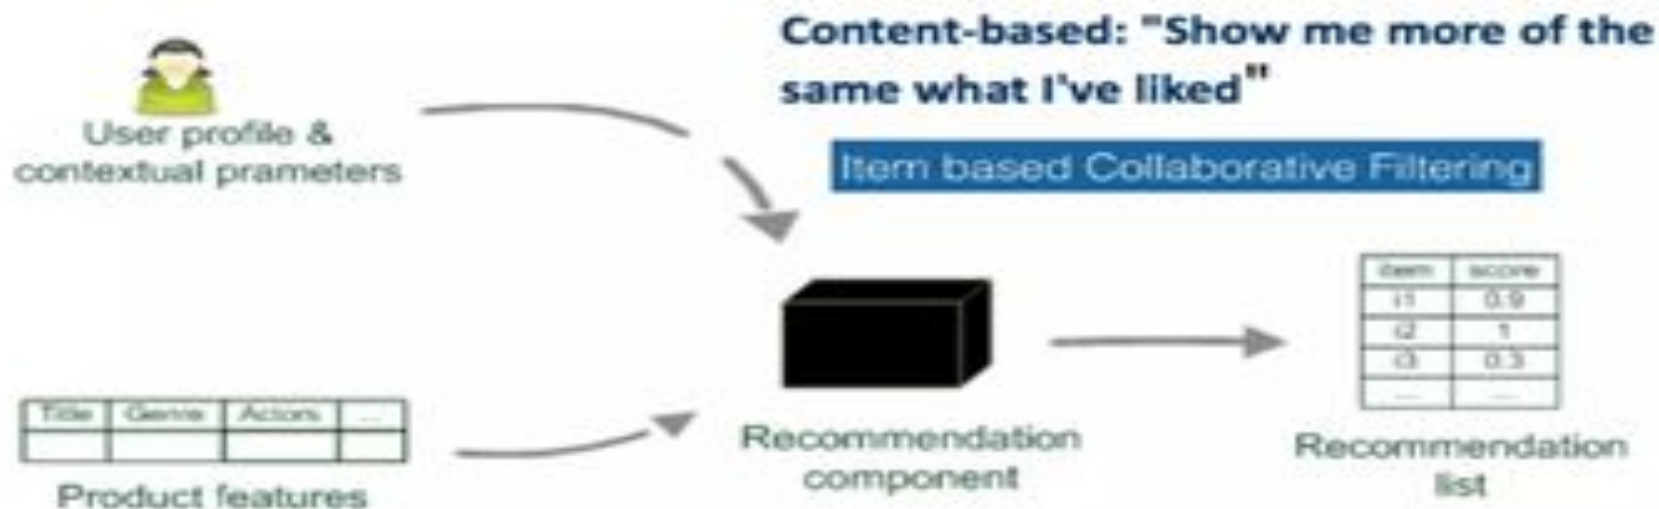 Content-based: "Show me more of the
same what I've liked"
User profile &
contextual prameters
Item based Collaborative Filtering
item score
i1 0.9
i2 1
i3 0.3
... ...
Title Genre Actors ...
Product features
Recommendation
component
Recommendation
list